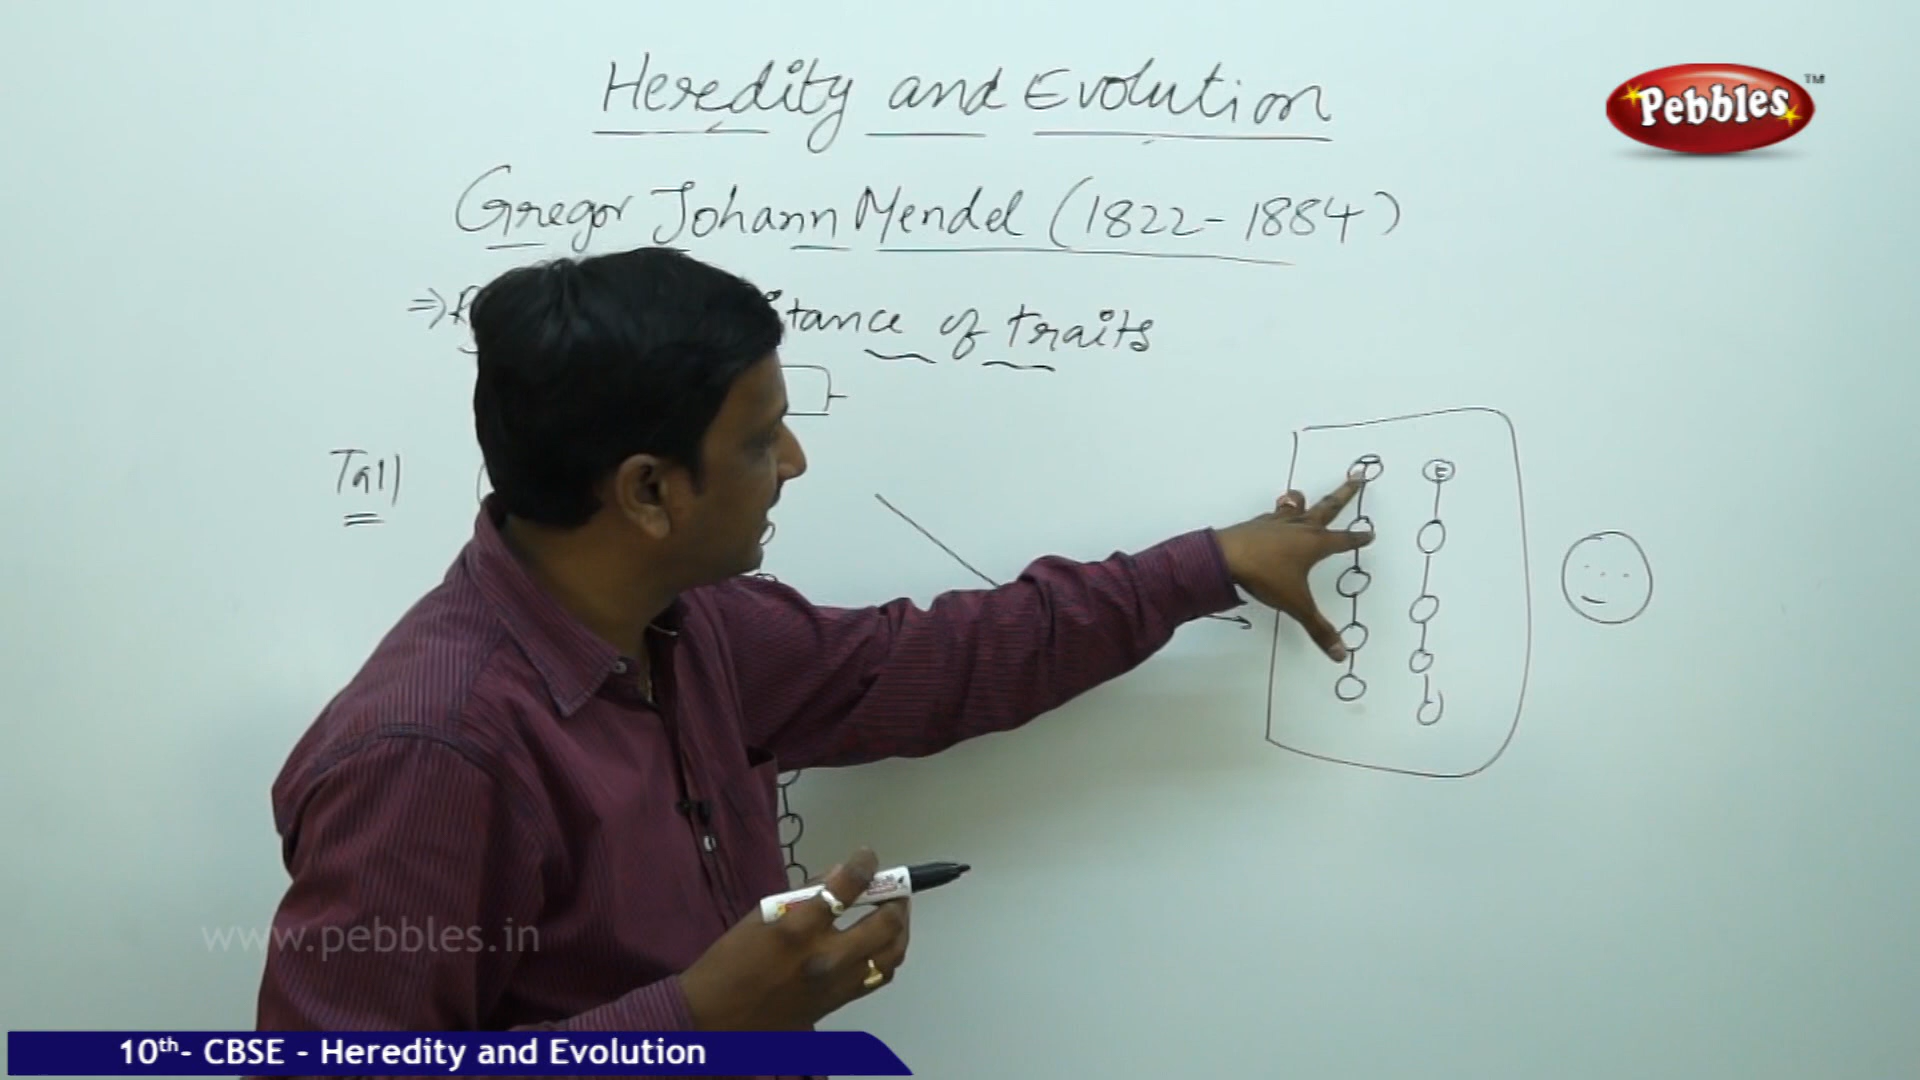 Heredity and Evolution
Pebbles™
Gregor Johann Mendel (1822-1884)
⇒ tance of traits
Tall
T t
www.pebbles.in
10th- CBSE - Heredity and Evolution